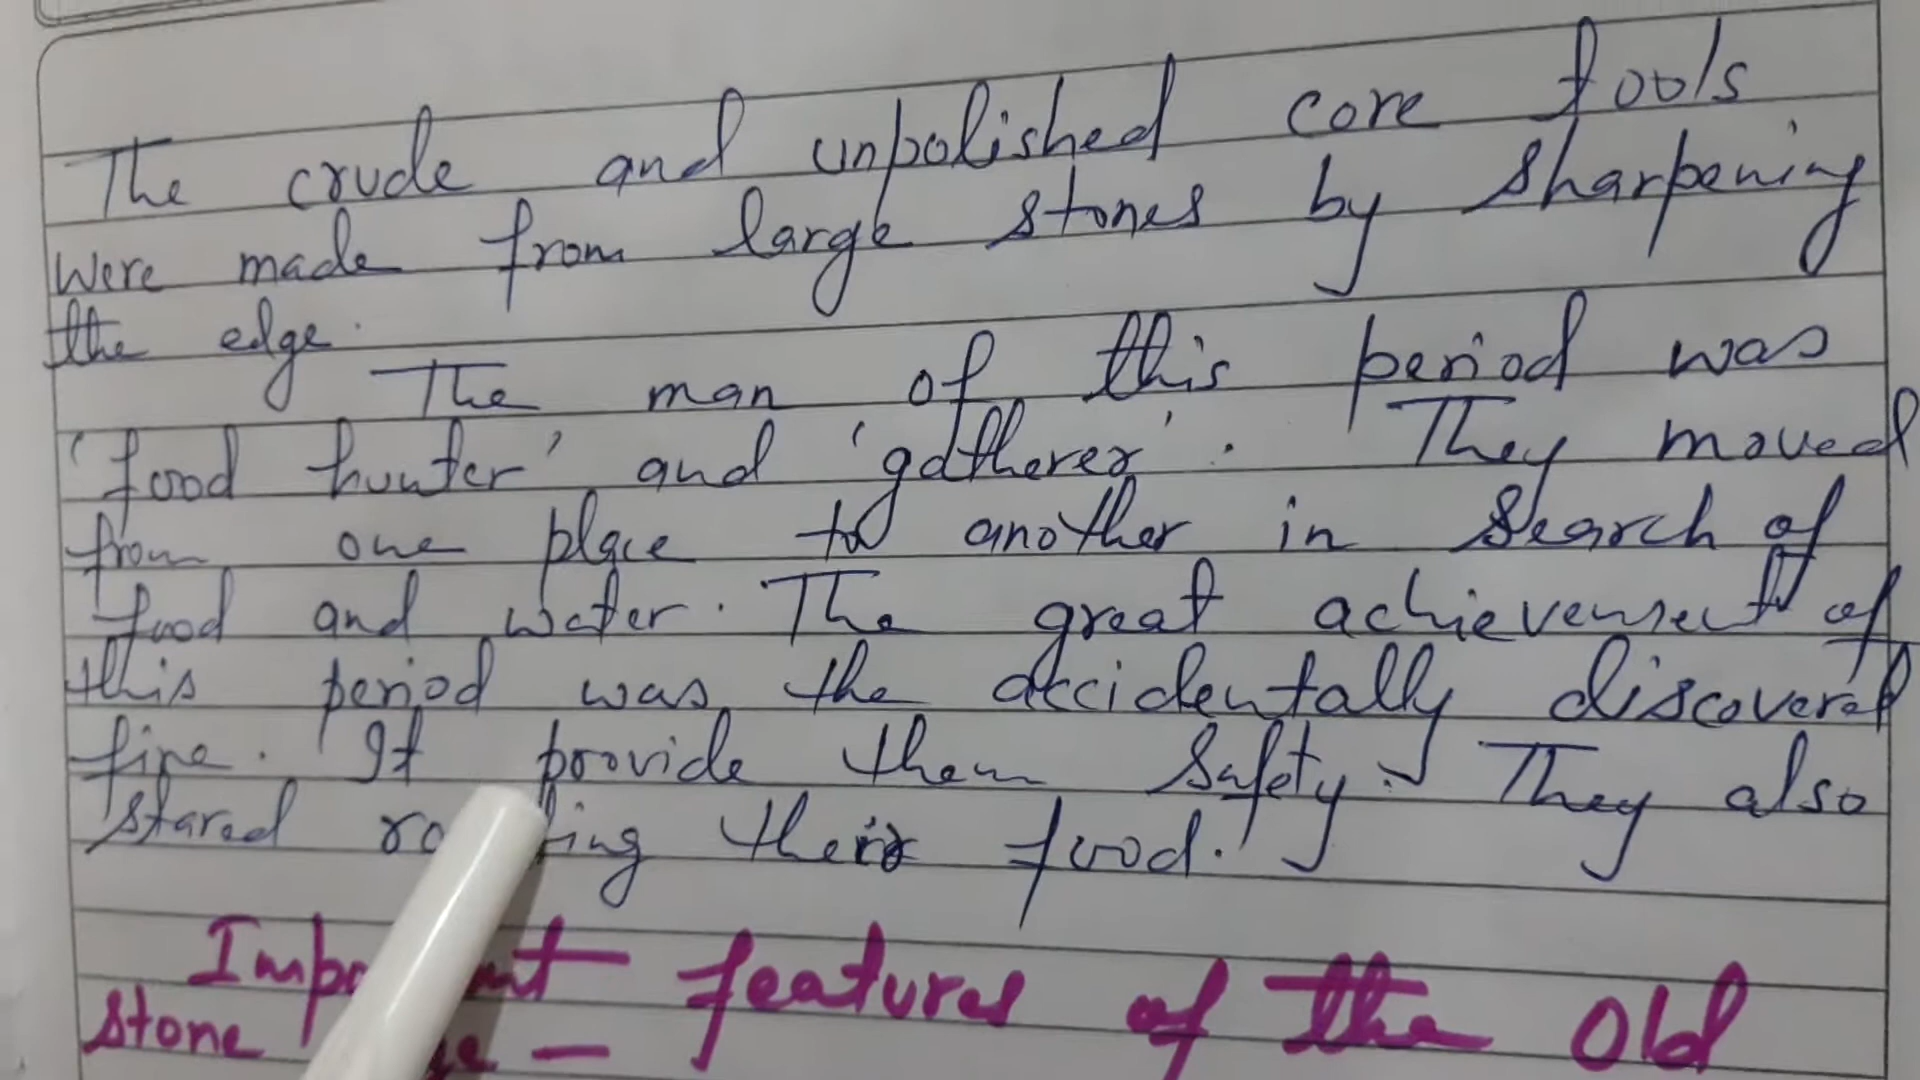 The crude and unpolished core tools
were made from large stones by sharpening
the edge.
The man of this period was
'food hunter' and 'gatherer'. They moved
from one place to another in search of
food and water. The great achievement of
this period was the accidentally discovered
fire. It provide them safety. They also
stared their food.
features of the Old
Stone —